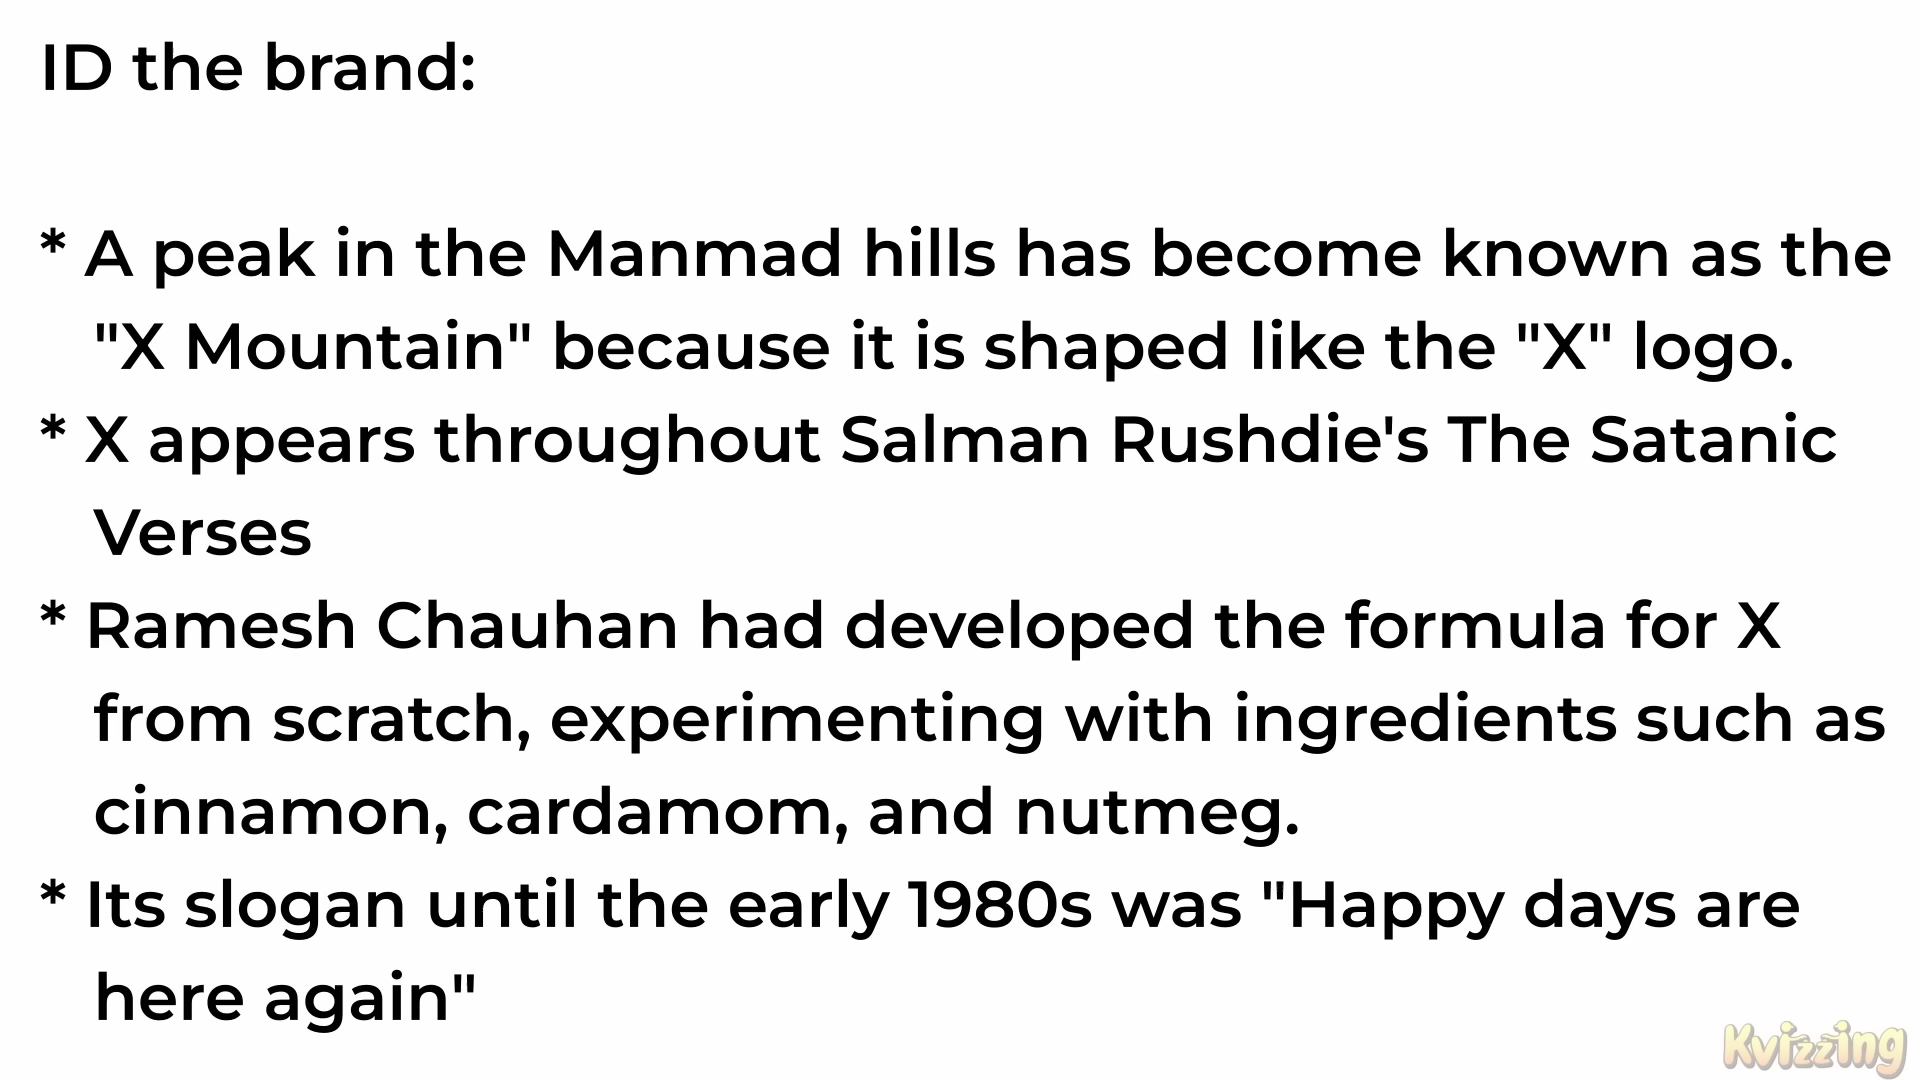 ID the brand:
* A peak in the Manmad hills has become known as the
"X Mountain" because it is shaped like the "X" logo.
* X appears throughout Salman Rushdie's The Satanic
Verses
* Ramesh Chauhan had developed the formula for X
from scratch, experimenting with ingredients such as
cinnamon, cardamom, and nutmeg.
* Its slogan until the early 1980s was "Happy days are
here again"
Kvizzing